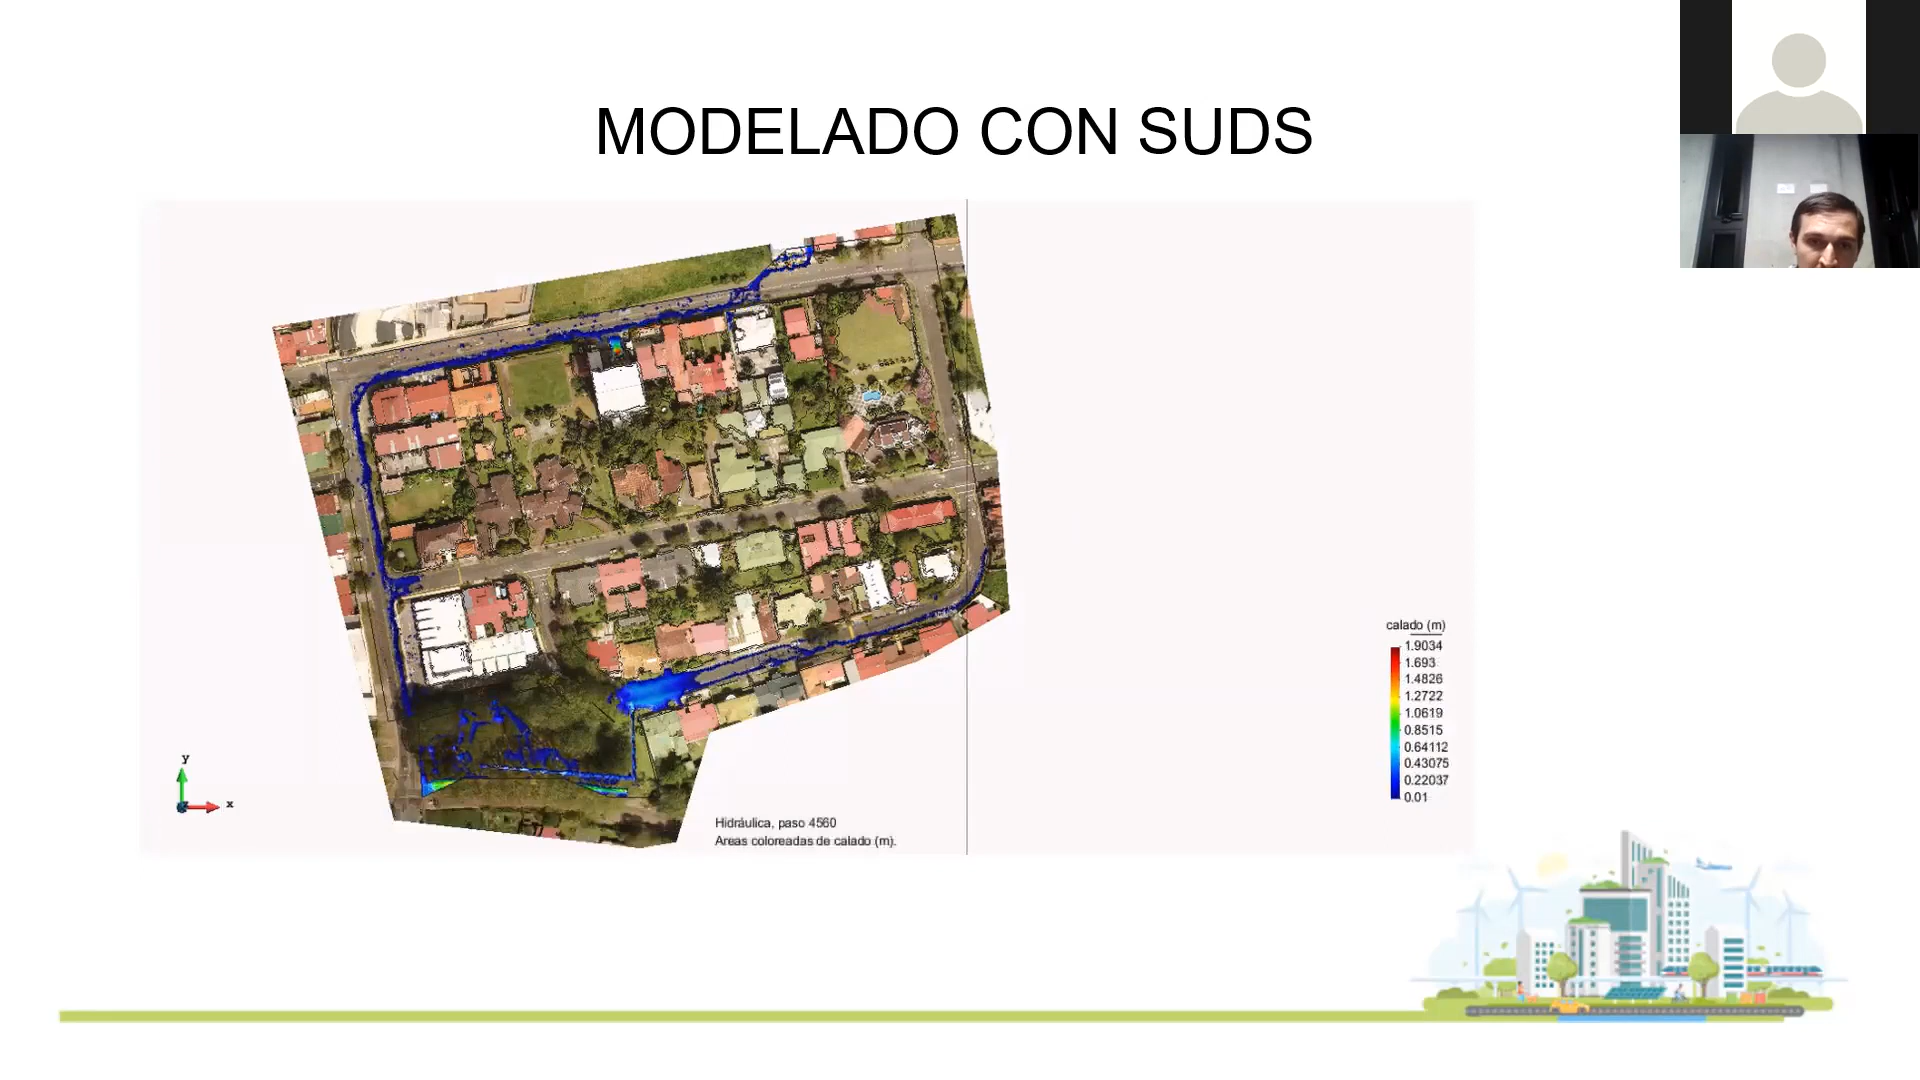 MODELADO CON SUDS
calado (m)
1.9034
1.693
1.4826
1.2722
1.0619
0.8515
0.64112
0.43075
0.22037
0.01
y
x
Hidráulica, paso 4560
Areas coloreadas de calado (m).